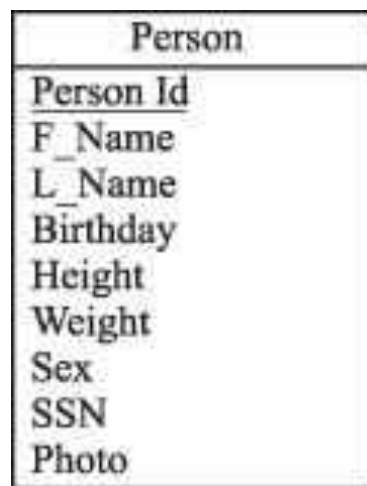 Person
Person Id
F_Name
L_Name
Birthday
Height
Weight
Sex
SSN
Photo